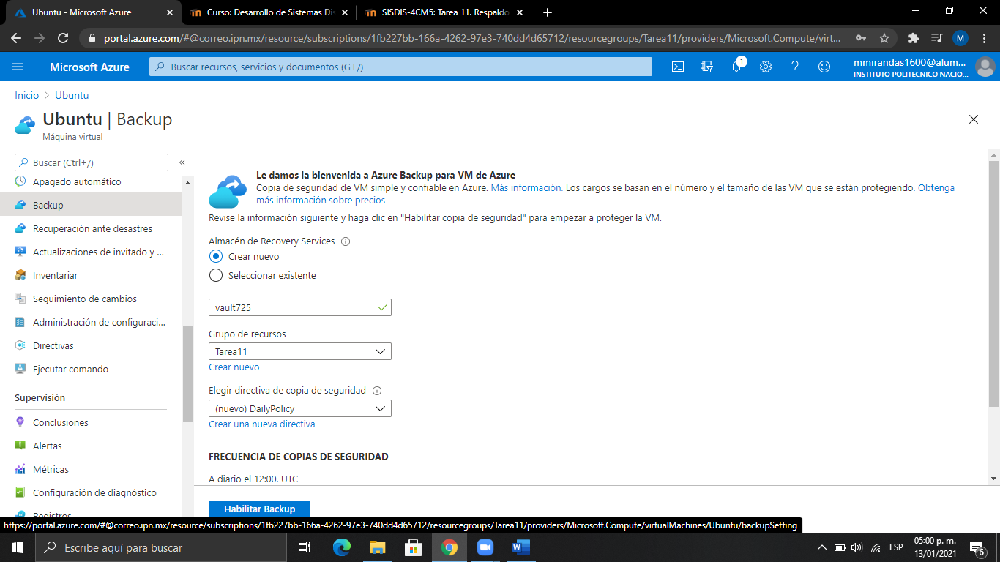 Ubuntu - Microsoft Azure
Curso: Desarrollo de Sistemas Dis
SISDIS-4CM5: Tarea 11. Respaldo
portal.azure.com/#@correo.ipn.mx/resource/subscriptions/1fb227bb-166a-4262-97e3-740dd4d65712/resourcegroups/Tarea11/providers/Microsoft.Compute/virt...
M
Microsoft Azure
Buscar recursos, servicios y documentos (G+/)
1
mmirandas1600@alum...
INSTITUTO POLITECNICO NACIO...
Inicio > Ubuntu
Ubuntu | Backup
Máquina virtual
Buscar (Ctrl+/)
Apagado automático
Backup
Recuperación ante desastres
Actualizaciones de invitado y ...
Inventariar
Seguimiento de cambios
Administración de configuraci...
Directivas
Ejecutar comando
Supervisión
Conclusiones
Alertas
Métricas
Configuración de diagnóstico
Registros
Le damos la bienvenida a Azure Backup para VM de Azure
Copia de seguridad de VM simple y confiable en Azure. Más información. Los cargos se basan en el número y el tamaño de las VM que se están protegiendo. Obtenga
más información sobre precios
Revise la información siguiente y haga clic en "Habilitar copia de seguridad" para empezar a proteger la VM.
Almacén de Recovery Services
Crear nuevo
Seleccionar existente
vault725
Grupo de recursos
Tarea11
Crear nuevo
Elegir directiva de copia de seguridad
(nuevo) DailyPolicy
Crear una nueva directiva
FRECUENCIA DE COPIAS DE SEGURIDAD
A diario el 12:00. UTC
Habilitar Backup
https://portal.azure.com/#@correo.ipn.mx/resource/subscriptions/1fb227bb-166a-4262-97e3-740dd4d65712/resourcegroups/Tarea11/providers/Microsoft.Compute/virtualMachines/Ubuntu/backupSetting
Escribe aquí para buscar
ESP
05:00 p. m.
13/01/2021
6